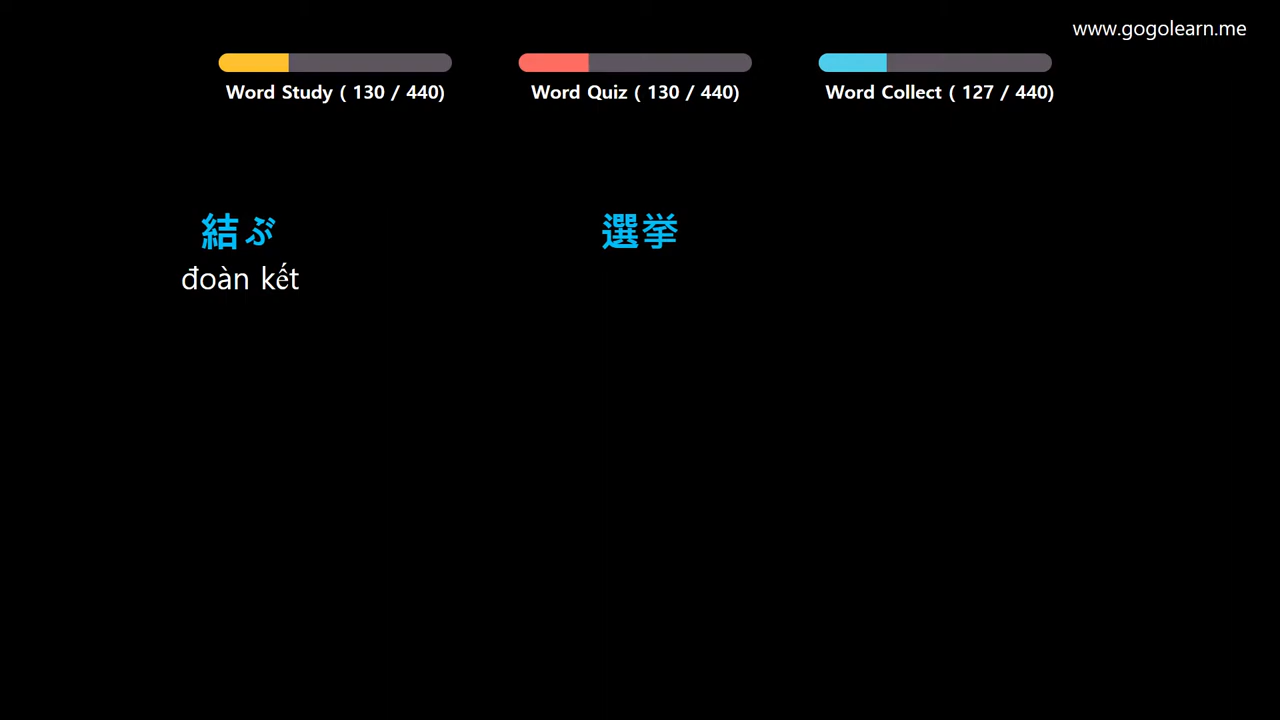 www.gogolearn.me
Word Study ( 130 / 440)
Word Quiz ( 130 / 440)
Word Collect ( 127 / 440)
結ぶ
đoàn kết
選挙